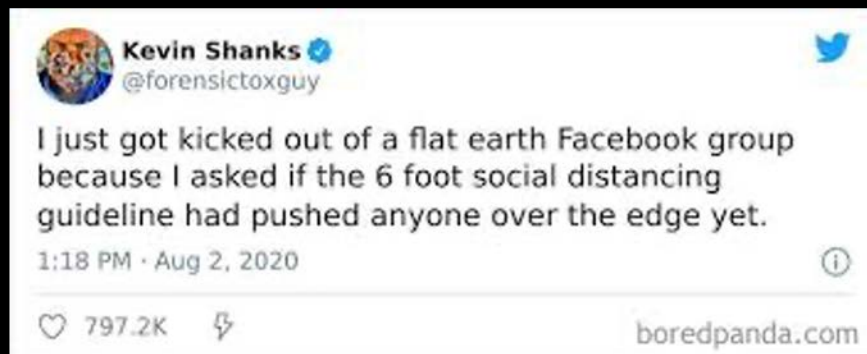 Kevin Shanks
@forensictoxguy
I just got kicked out of a flat earth Facebook group
because I asked if the 6 foot social distancing
guideline had pushed anyone over the edge yet.
1:18 PM · Aug 2, 2020
797.2K
boredpanda.com